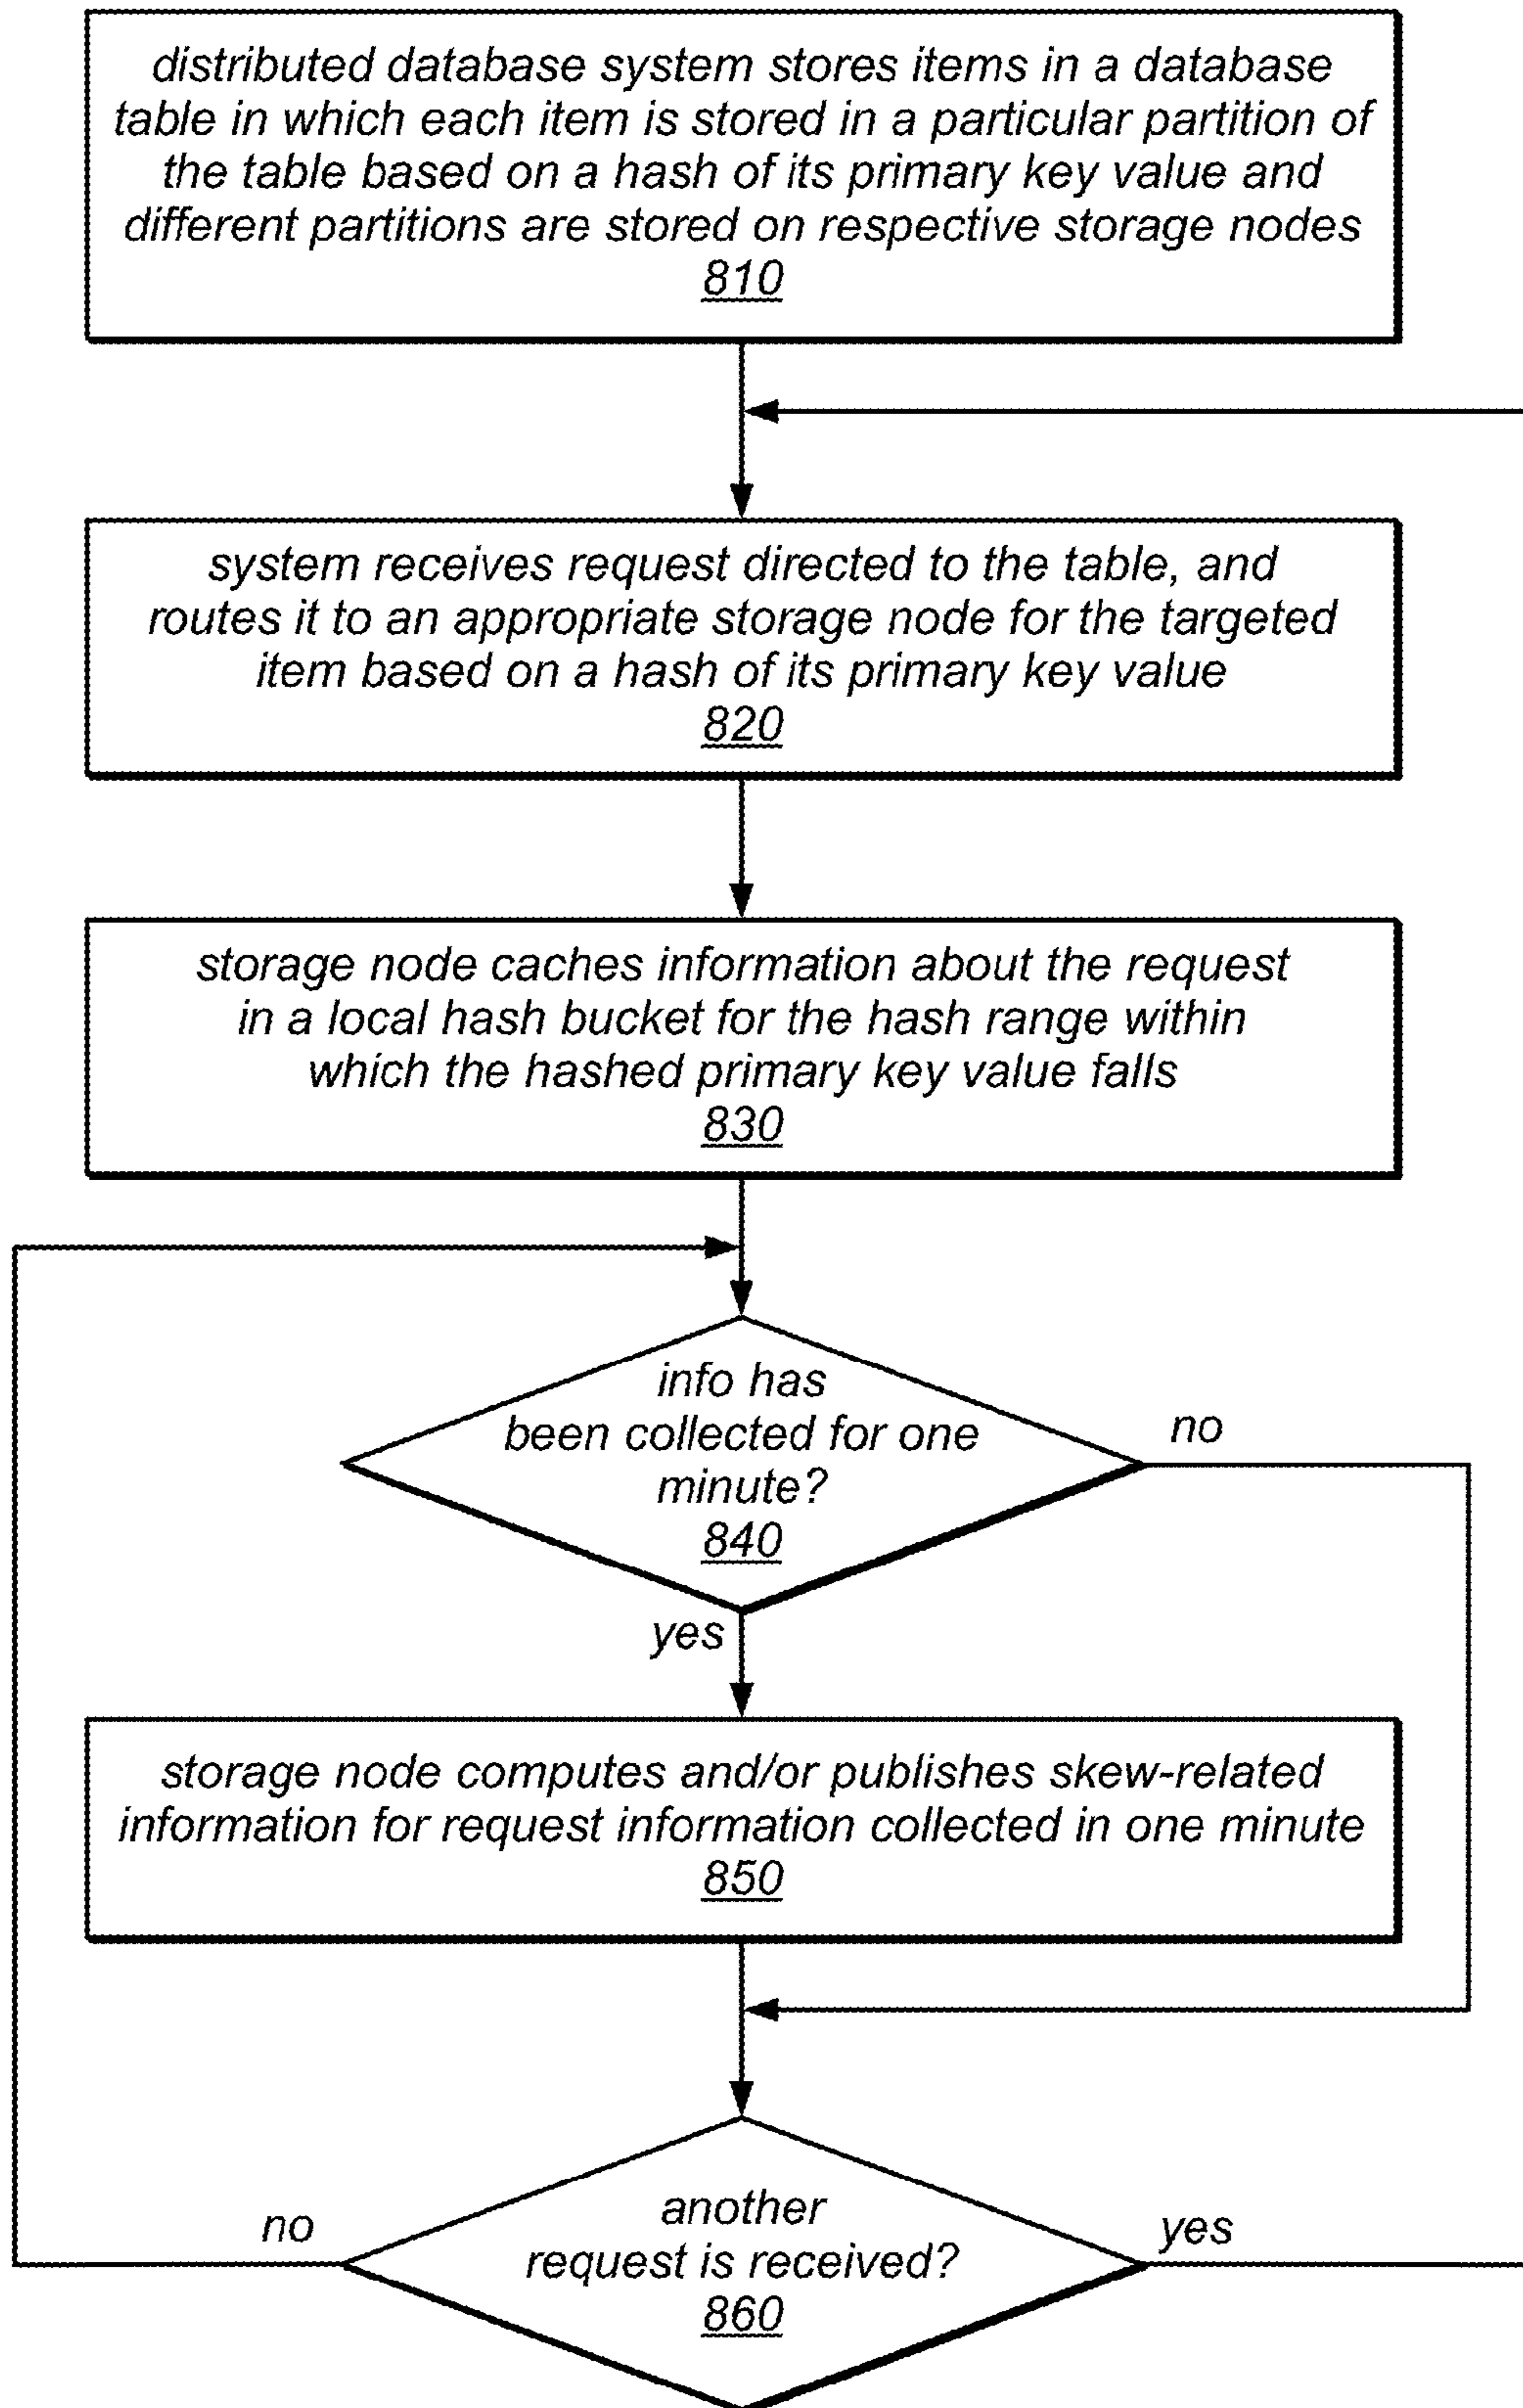 distributed database system stores items in a database
table in which each item is stored in a particular partition of
the table based on a hash of its primary key value and
different partitions are stored on respective storage nodes
810
system receives request directed to the table, and
routes it to an appropriate storage node for the targeted
item based on a hash of its primary key value
820
storage node caches information about the request
in a local hash bucket for the hash range within
which the hashed primary key value falls
830
info has
been collected for one
minute?
840
no
yes
storage node computes and/or publishes skew-related
information for request information collected in one minute
850
no
another
request is received?
860
yes